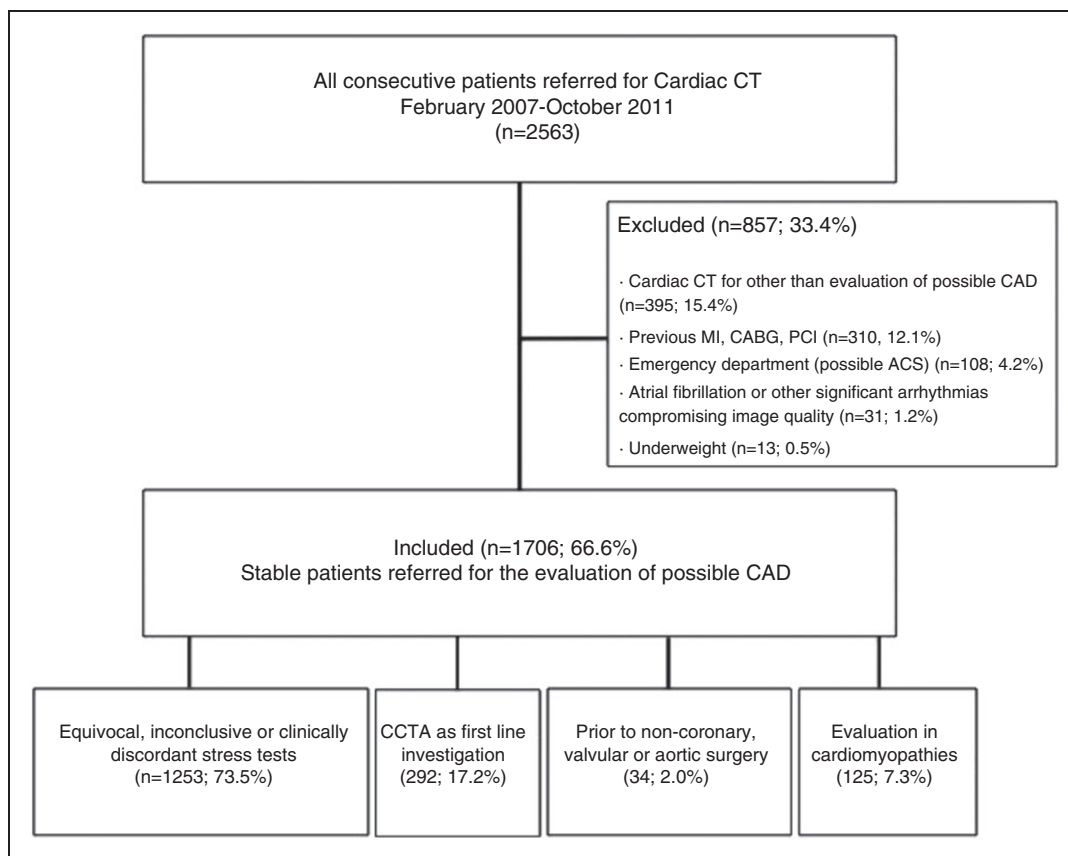 All consecutive patients referred for Cardiac CT
February 2007-October 2011
(n=2563)
Excluded (n=857; 33.4%)
· Cardiac CT for other than evaluation of possible CAD
(n=395; 15.4%)
· Previous MI, CABG, PCI (n=310, 12.1%)
· Emergency department (possible ACS) (n=108; 4.2%)
· Atrial fibrillation or other significant arrhythmias
compromising image quality (n=31; 1.2%)
· Underweight (n=13; 0.5%)
Included (n=1706; 66.6%)
Stable patients referred for the evaluation of possible CAD
Equivocal, inconclusive or clinically
discordant stress tests
(n=1253; 73.5%)
CCTA as first line
investigation
(292; 17.2%)
Prior to non-coronary,
valvular or aortic surgery
(34; 2.0%)
Evaluation in
cardiomyopathies
(125; 7.3%)